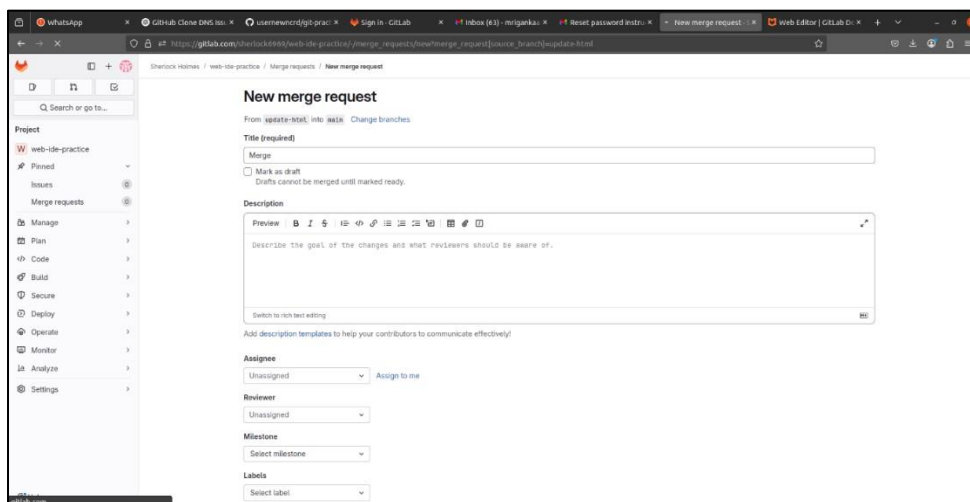 WhatsApp
GitHub Clone DNS Iss
usernewncrd/git-pract
Sign in · GitLab
Inbox (63) - mriganka
Reset password instru
New merge request
Web Editor | GitLab Do
https://gitlab.com/sherlock6969/web-ide-practice/-/merge_requests/new?merge_request[source_branch]=update-html
Sherlock Holmes / web-ide-practice / Merge requests / New merge request
Search or go to...
Project
W web-ide-practice
Pinned
Issues 0
Merge requests 0
Manage
Plan
Code
Build
Secure
Deploy
Operate
Monitor
Analyze
Settings
gitlab.com
New merge request
From update-html into main Change branches
Title (required)
Merge
Mark as draft
Drafts cannot be merged until marked ready.
Description
Preview B I S
Describe the goal of the changes and what reviewers should be aware of.
Switch to rich text editing
Add description templates to help your contributors to communicate effectively!
Assignee
Unassigned Assign to me
Reviewer
Unassigned
Milestone
Select milestone
Labels
Select label